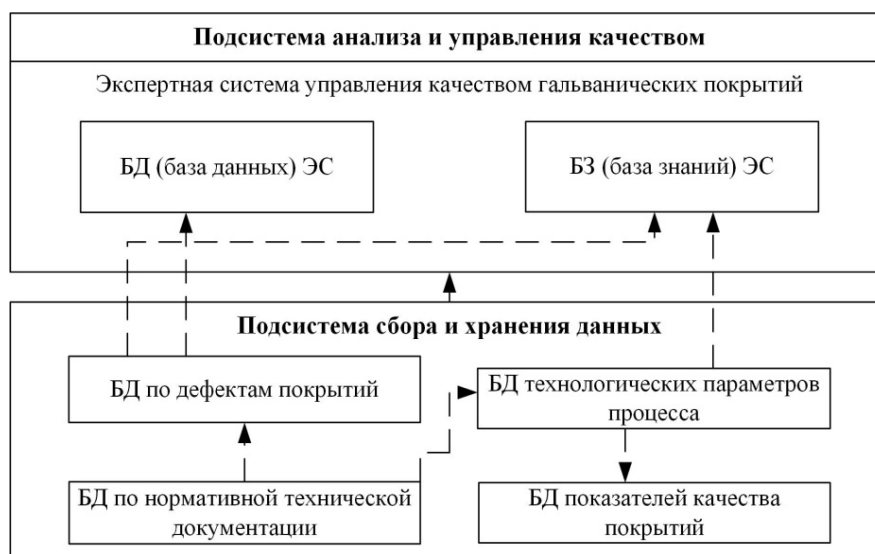 Подсистема анализа и управления качеством
Экспертная система управления качеством гальванических покрытий
БД (база данных) ЭС
БЗ (база знаний) ЭС
Подсистема сбора и хранения данных
БД по дефектам покрытий
БД технологических параметров
процесса
БД по нормативной технической
документации
БД показателей качества
покрытий